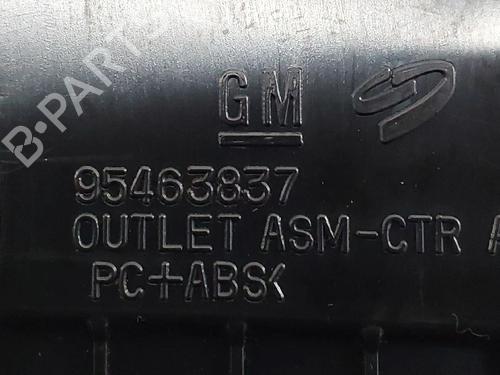 B-PARTS
GM
95463837
OUTLET ASM-CTR A
PC+ABS<